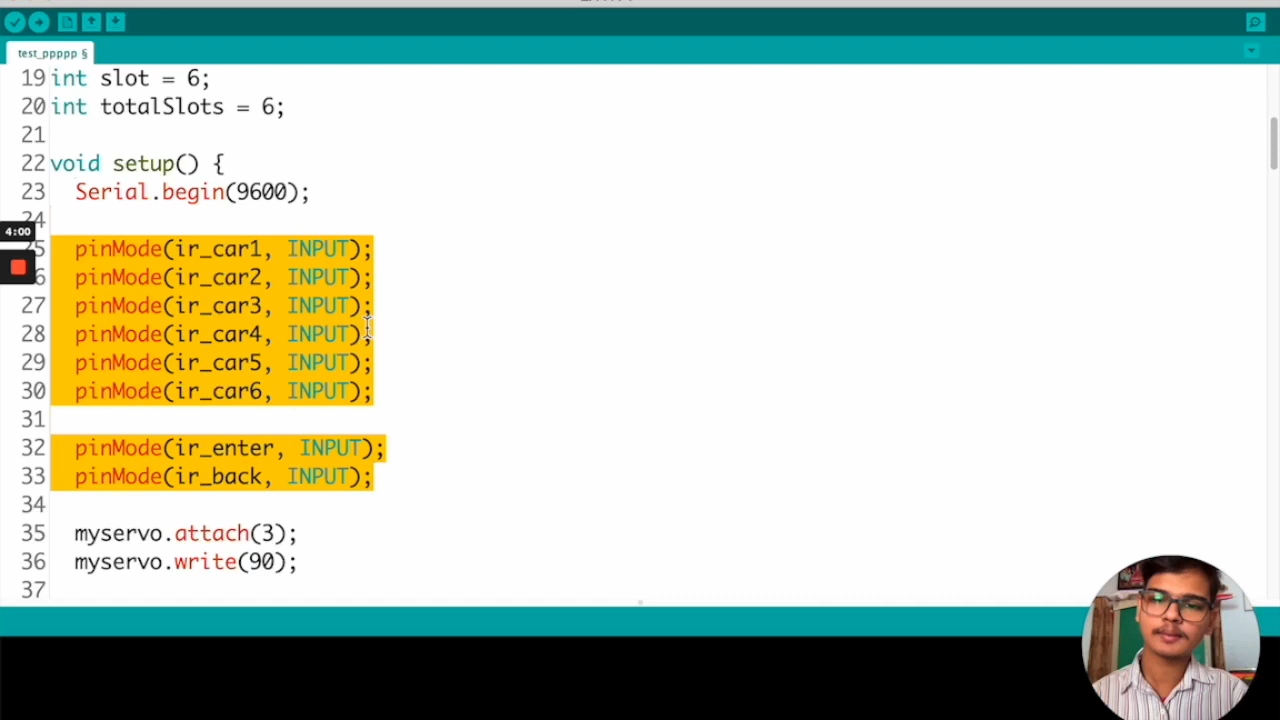 test_ppppp §
19 int slot = 6;
20 int totalSlots = 6;
21
22 void setup() {
23 Serial.begin(9600);
24
4:00
pinMode(ir_car1, INPUT);
pinMode(ir_car2, INPUT);
27 pinMode(ir_car3, INPUT);
28 pinMode(ir_car4, INPUT);
29 pinMode(ir_car5, INPUT);
30 pinMode(ir_car6, INPUT);
31
32 pinMode(ir_enter, INPUT);
33 pinMode(ir_back, INPUT);
34
35 myservo.attach(3);
36 myservo.write(90);
37